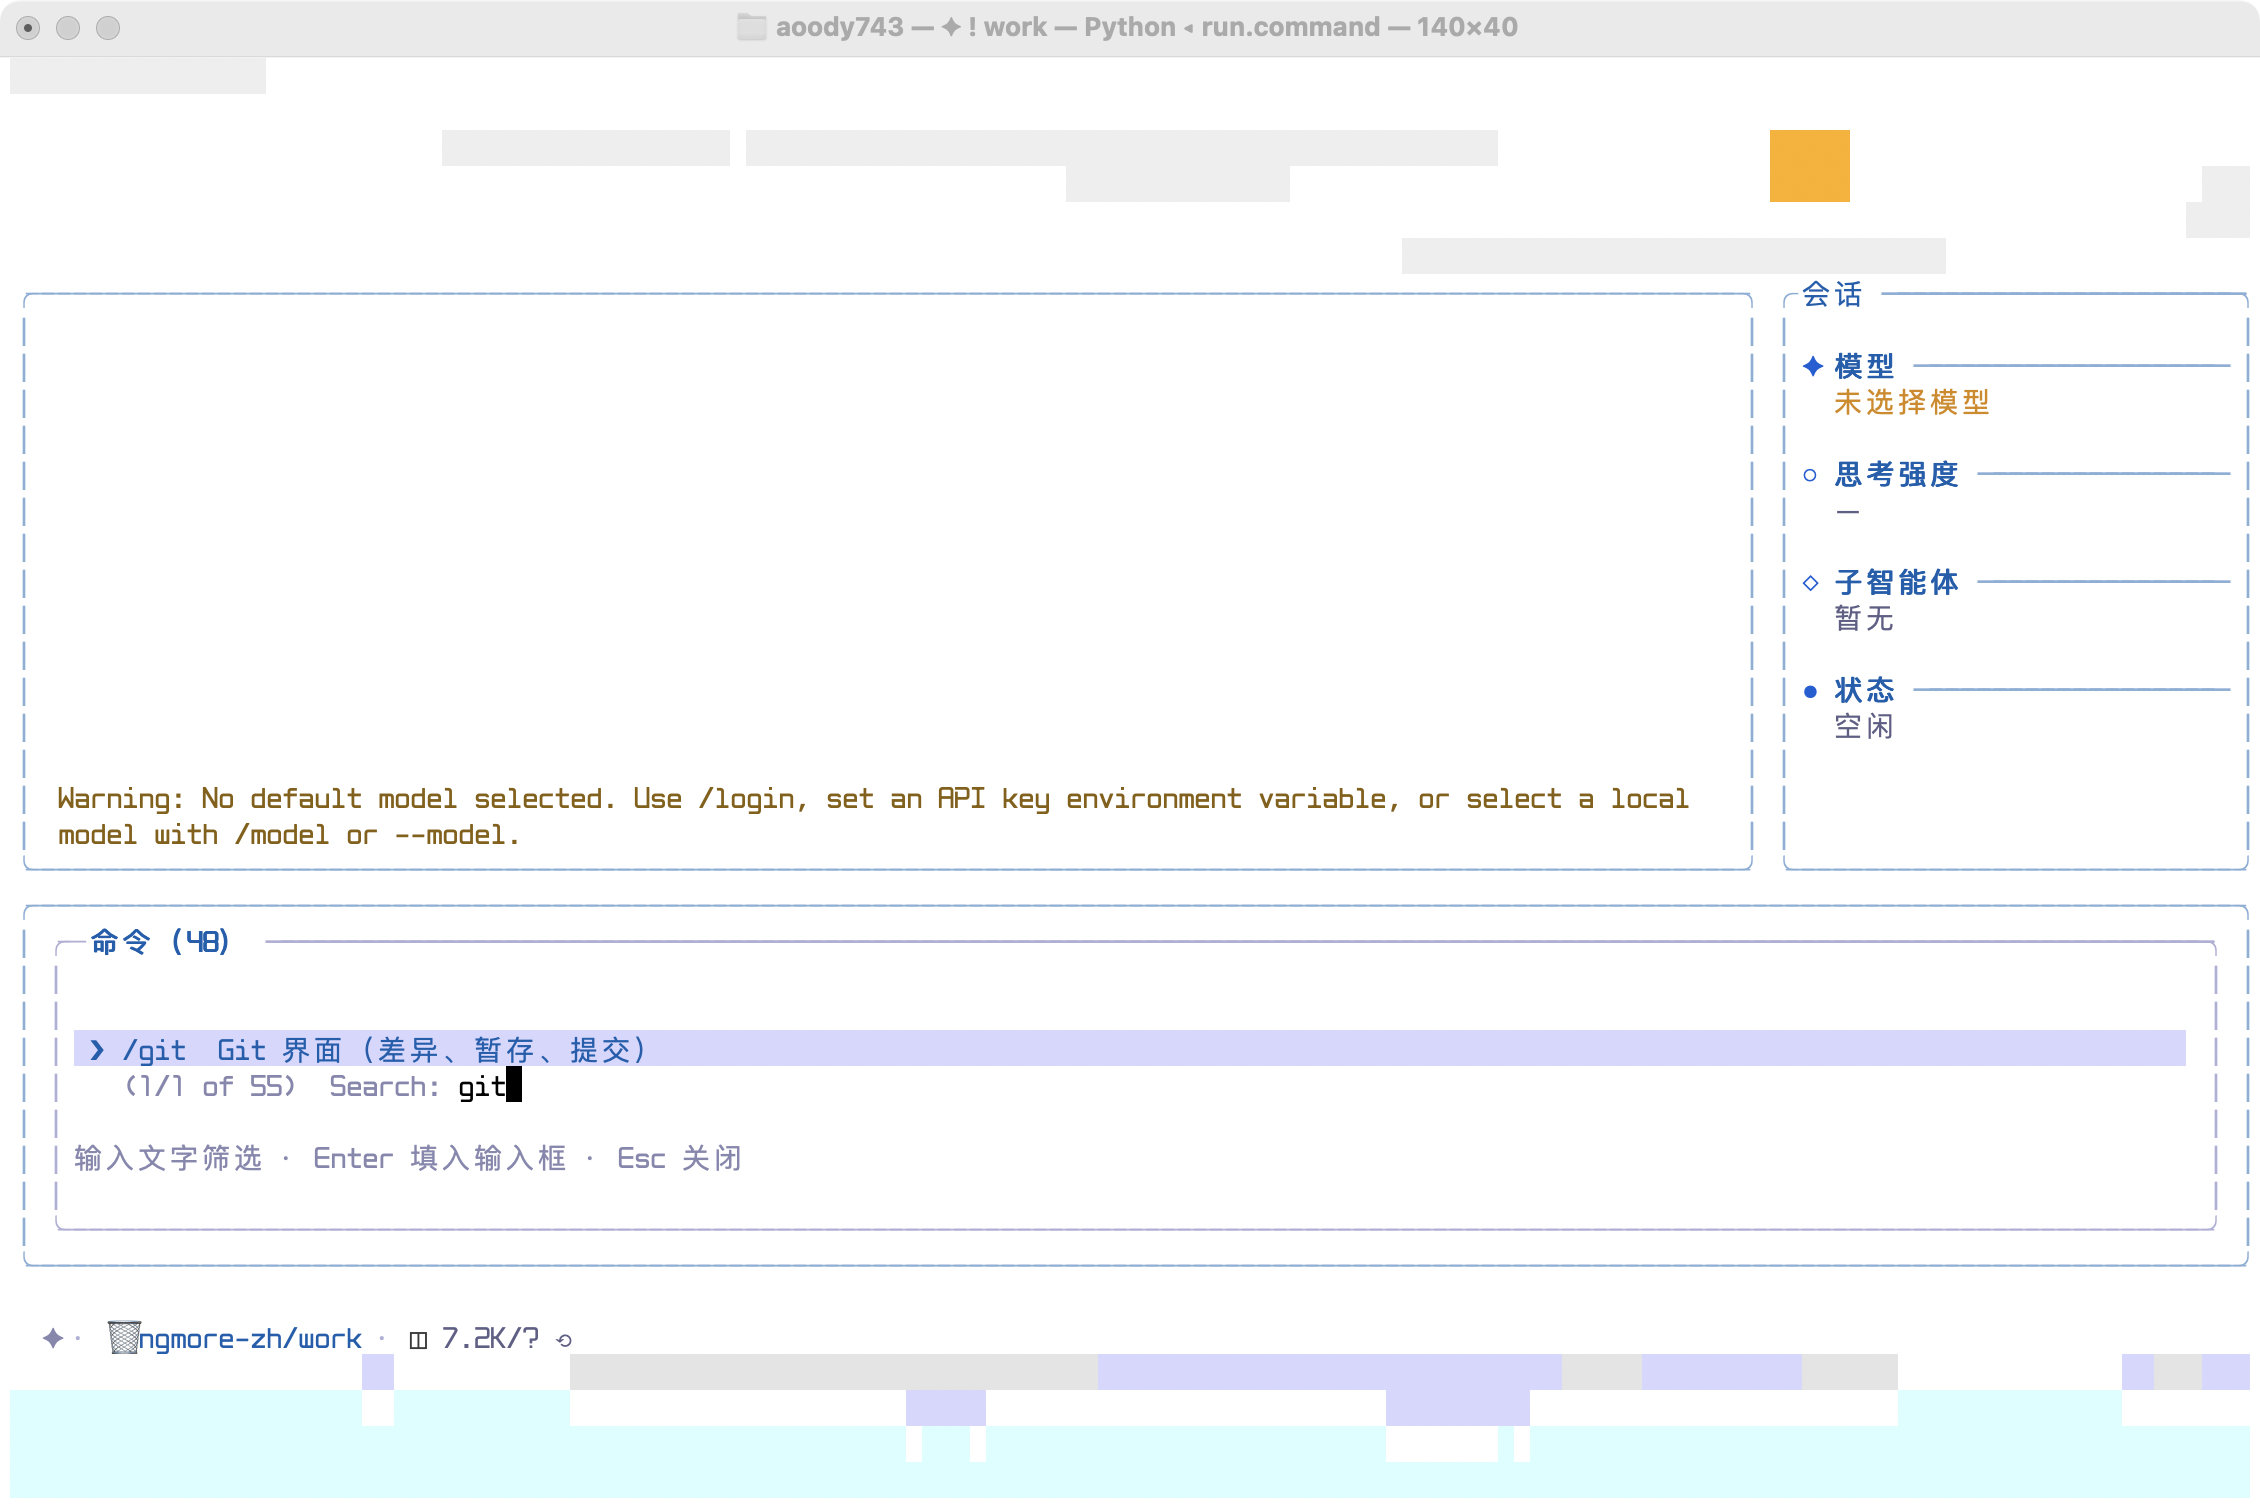 aoody743 — ✦ ! work — Python ◂ run.command — 140×40
会话
✦ 模型
未选择模型
○ 思考强度
—
◇ 子智能体
暂无
● 状态
空闲
Warning: No default model selected. Use /login, set an API key environment variable, or select a local
model with /model or --model.
命令 (48)
❯ /git  Git 界面（差异、暂存、提交）
(1/1 of 55)  Search: git
输入文字筛选 · Enter 填入输入框 · Esc 关闭
✦ · ngmore-zh/work · ◫ 7.2K/? ⟲